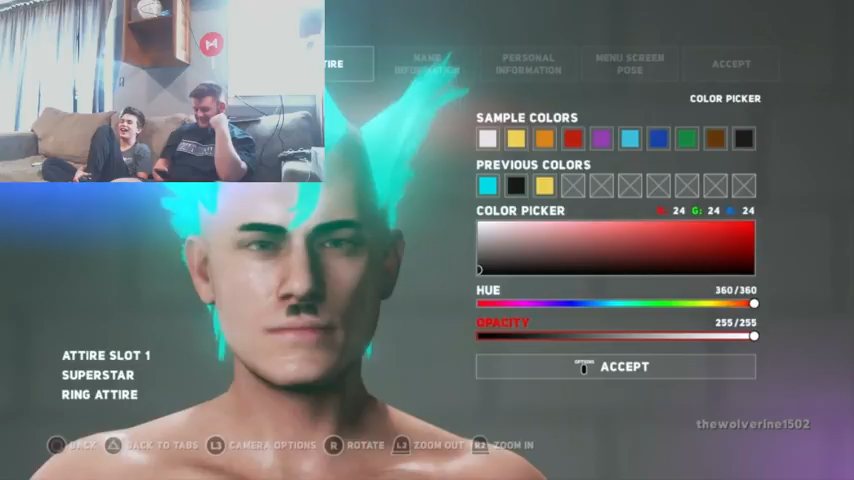 TIRE
NAME
INFORMATION
PERSONAL
INFORMATION
MENU SCREEN
POSE
ACCEPT
COLOR PICKER
SAMPLE COLORS
PREVIOUS COLORS
COLOR PICKER R: 24 G: 24 B: 24
HUE 360/360
OPACITY 255/255
OPTIONS ACCEPT
ATTIRE SLOT 1
SUPERSTAR
RING ATTIRE
thewolverine1502
BACK BACK TO TABS L3 CAMERA OPTIONS R ROTATE L2 ZOOM OUT R2 ZOOM IN